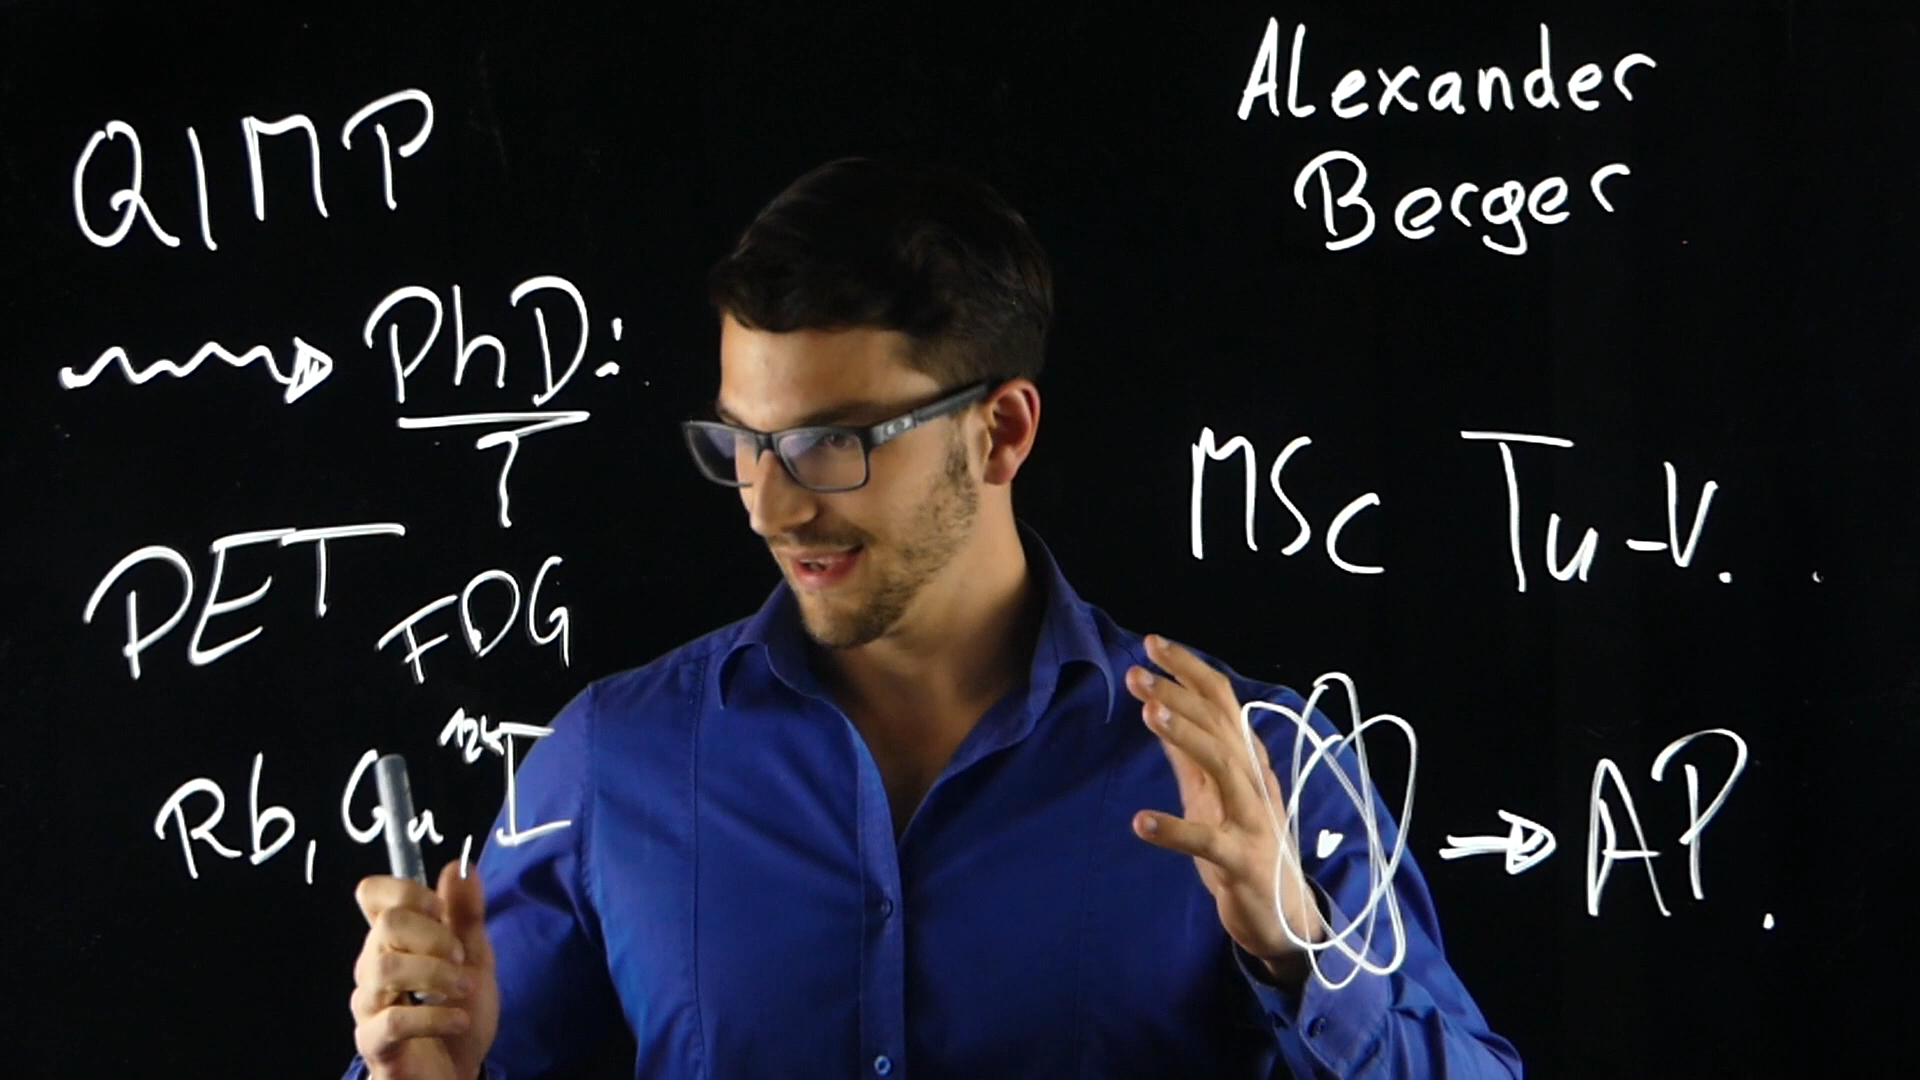 QIMP
PhD:
T
PET FDG
Rb, Ga, 124I
Alexander
Berger
MSc Tu-V.
AP.